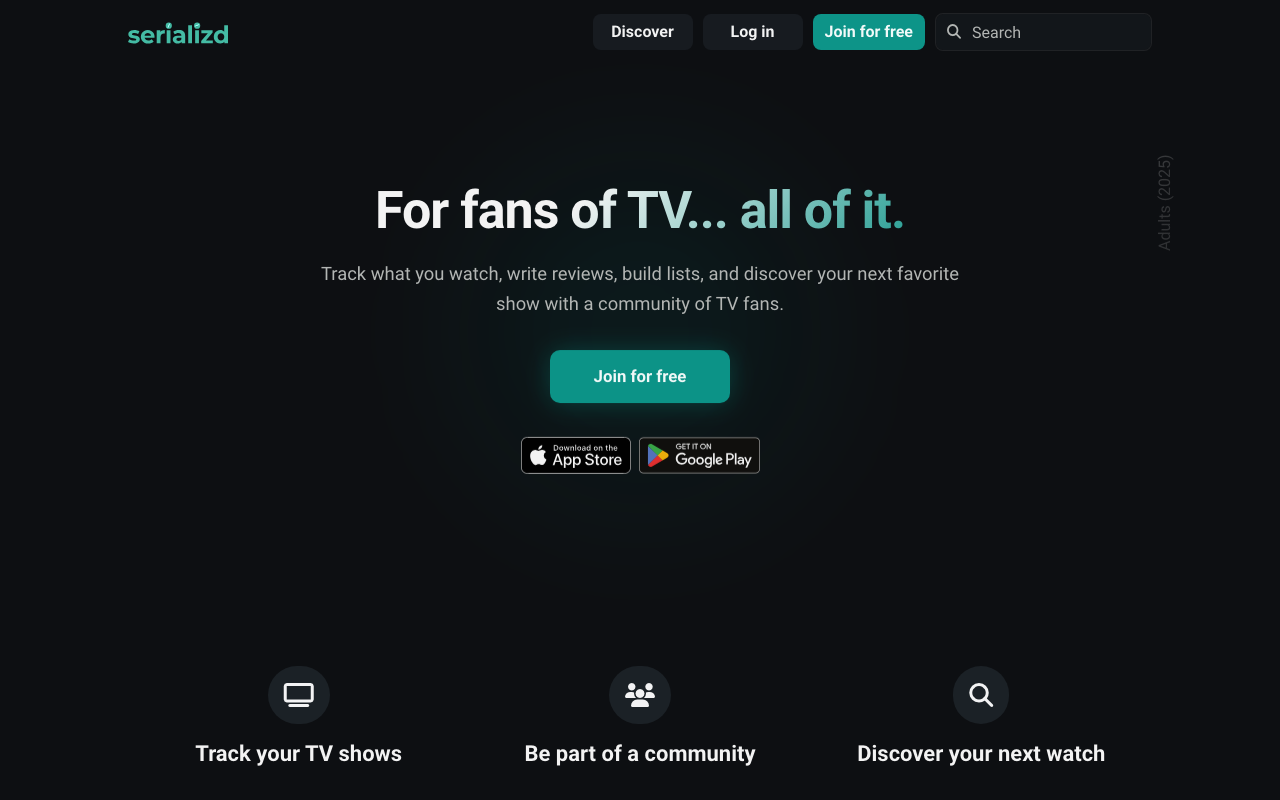 serializd
Discover
Log in
Join for free
Search
Adults (2025)
For fans of TV... all of it.
Track what you watch, write reviews, build lists, and discover your next favorite
show with a community of TV fans.
Join for free
Download on the
App Store
GET IT ON
Google Play
Track your TV shows
Be part of a community
Discover your next watch